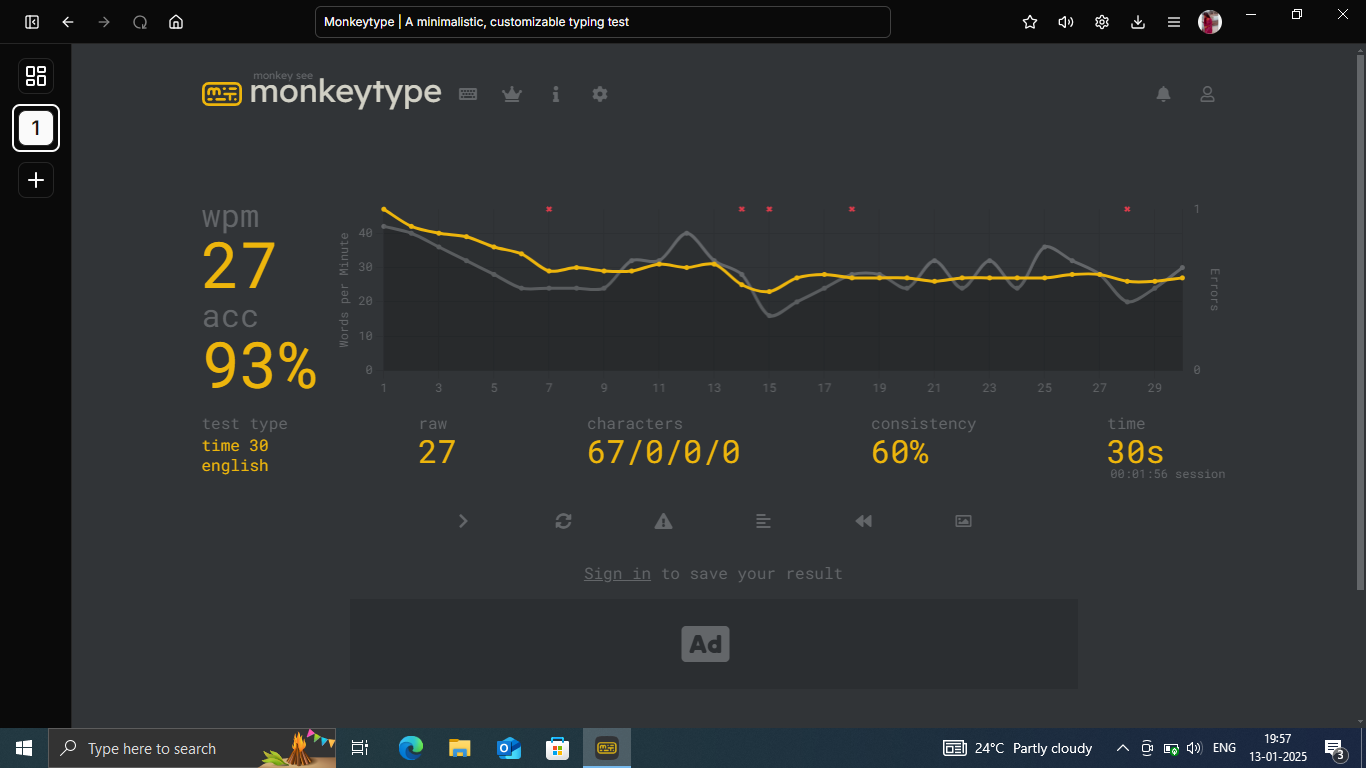 Monkeytype | A minimalistic, customizable typing test
1
monkey see
monkeytype
wpm
27
acc
93%
Words per Minute
40
30
20
10
0
1 3 5 7 9 11 13 15 17 19 21 23 25 27 29
1
Errors
0
test type
time 30
english
raw
27
characters
67/0/0/0
consistency
60%
time
30s
00:01:56 session
Sign in to save your result
Ad
Type here to search
24°C Partly cloudy
ENG
19:57
13-01-2025
3